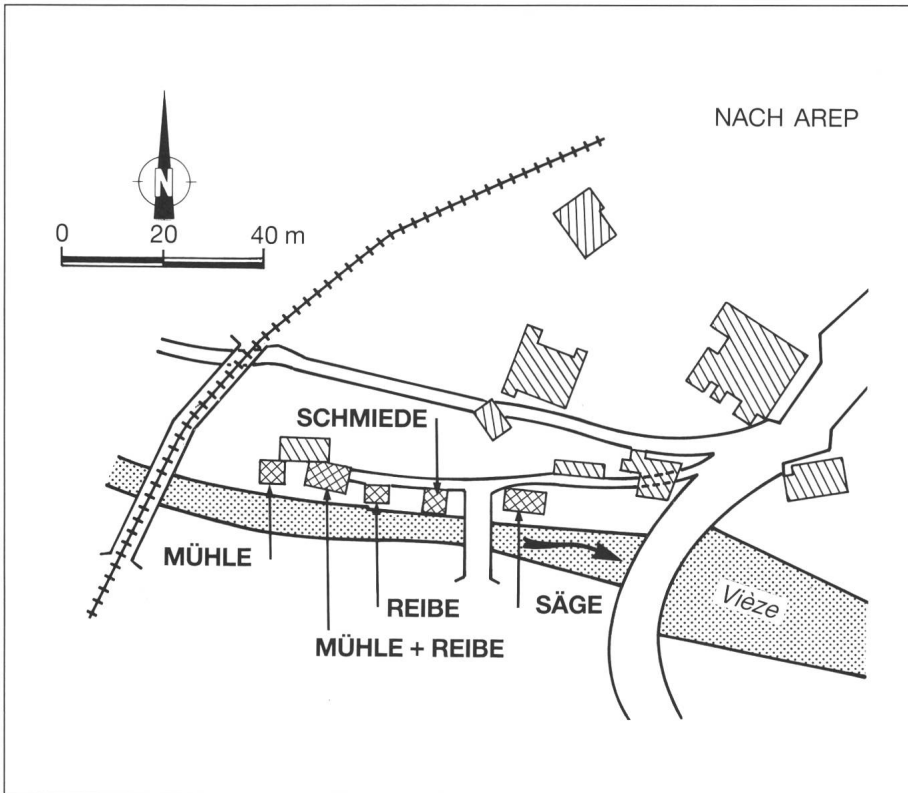 NACH AREP
N
0 20 40 m
SCHMIEDE
MÜHLE
REIBE
SÄGE
MÜHLE + REIBE
Vièze